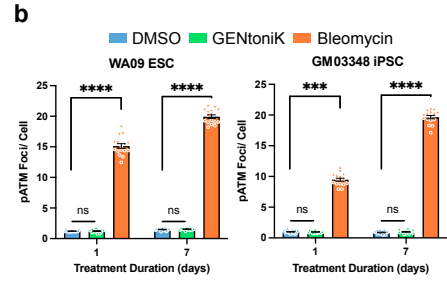 b
DMSO GENtoniK Bleomycin
WA09 ESC
GM03348 iPSC
pATM Foci/ Cell
25
20
15
10
5
0
**** ****
ns ns
1 7
Treatment Duration (days)
pATM Foci/ Cell
25
20
15
10
5
0
*** ****
ns ns
1 7
Treatment Duration (days)